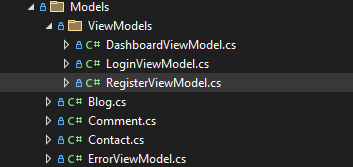 Models
ViewModels
C# DashboardViewModel.cs
C# LoginViewModel.cs
C# RegisterViewModel.cs
C# Blog.cs
C# Comment.cs
C# Contact.cs
C# ErrorViewModel.cs